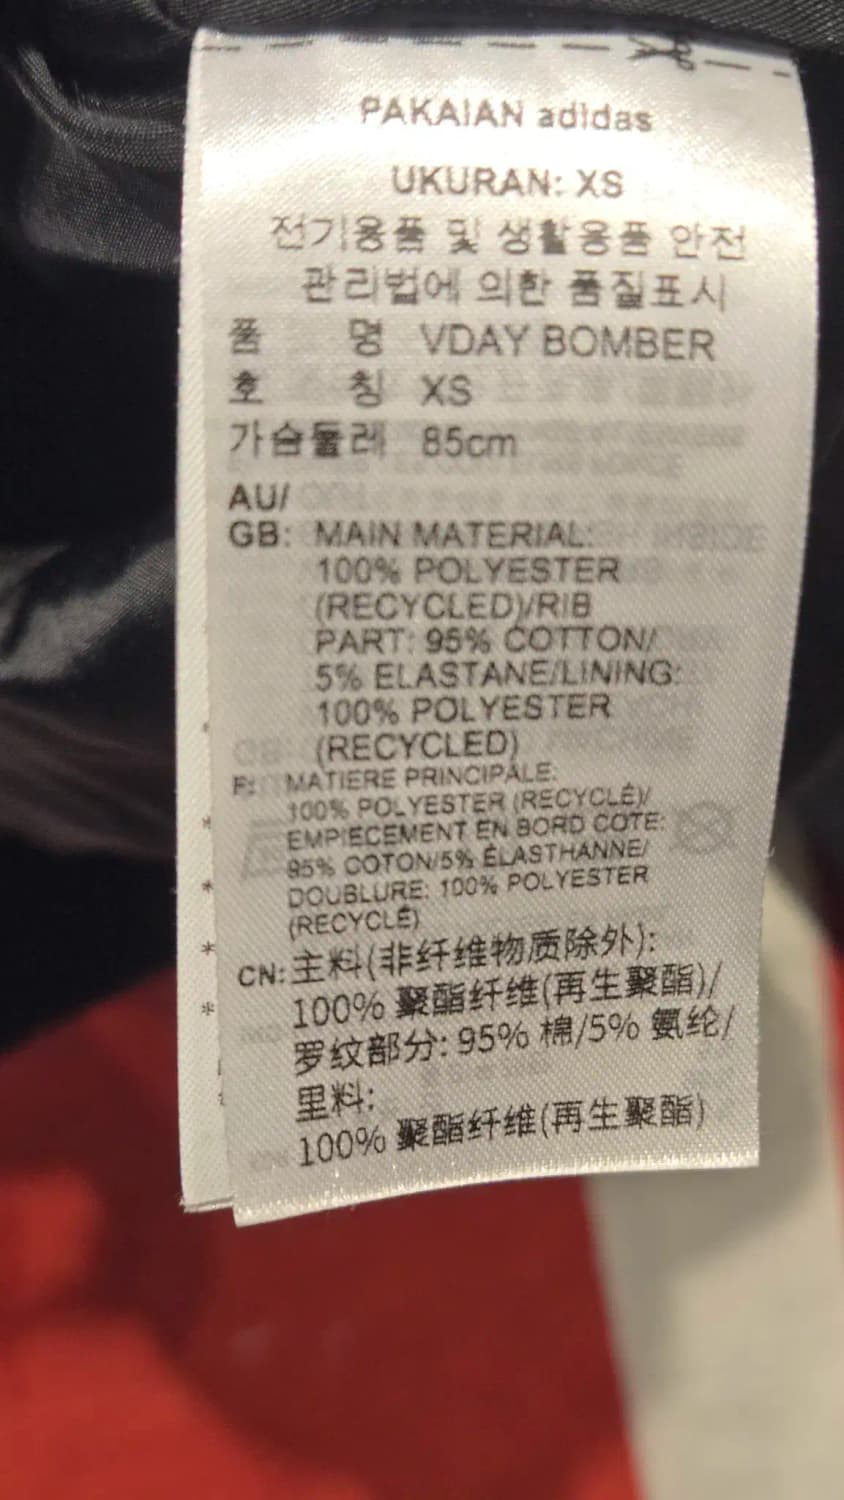 PAKAIAN adidas
UKURAN: XS
전기용품 및 생활용품 안전
관리법에 의한 품질표시
품 명 VDAY BOMBER
호 칭 XS
가슴둘레 85cm
AU/
GB: MAIN MATERIAL:
100% POLYESTER
(RECYCLED)/RIB
PART: 95% COTTON/
5% ELASTANE/LINING:
100% POLYESTER
(RECYCLED)
F: MATIERE PRINCIPALE:
100% POLYESTER (RECYCLÉ)/
EMPIECEMENT EN BORD COTE:
95% COTON/5% ÉLASTHANNE/
DOUBLURE: 100% POLYESTER
(RECYCLÉ)
CN: 主料(非纤维物质除外):
100% 聚酯纤维(再生聚酯)/
罗纹部分: 95% 棉/5% 氨纶/
里料:
100% 聚酯纤维(再生聚酯)